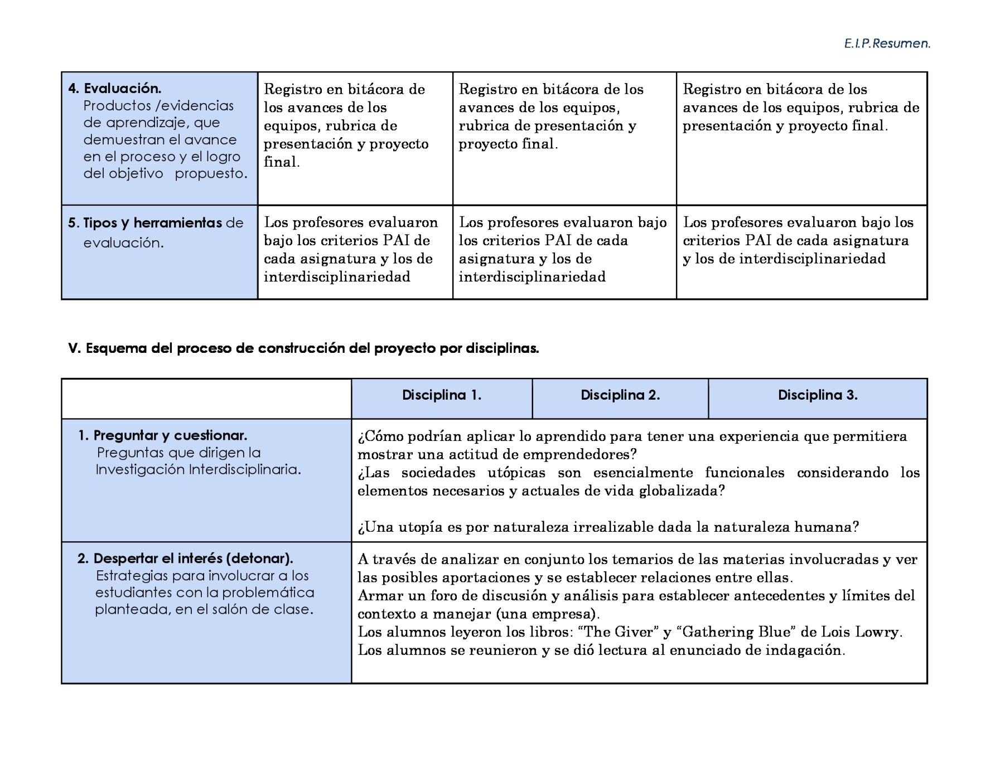 E.I.P.Resumen.
4. Evaluación.
Productos /evidencias
de aprendizaje, que
demuestran el avance
en el proceso y el logro
del objetivo propuesto.
Registro en bitácora de
los avances de los
equipos, rubrica de
presentación y proyecto
final.
Registro en bitácora de los
avances de los equipos,
rubrica de presentación y
proyecto final.
Registro en bitácora de los
avances de los equipos, rubrica de
presentación y proyecto final.
5. Tipos y herramientas de
evaluación.
Los profesores evaluaron
bajo los criterios PAI de
cada asignatura y los de
interdisciplinariedad
Los profesores evaluaron bajo
los criterios PAI de cada
asignatura y los de
interdisciplinariedad
Los profesores evaluaron bajo los
criterios PAI de cada asignatura
y los de interdisciplinariedad
V. Esquema del proceso de construcción del proyecto por disciplinas.
Disciplina 1.
Disciplina 2.
Disciplina 3.
1. Preguntar y cuestionar.
Preguntas que dirigen la
Investigación Interdisciplinaria.
¿Cómo podrían aplicar lo aprendido para tener una experiencia que permitiera
mostrar una actitud de emprendedores?
¿Las sociedades utópicas son esencialmente funcionales considerando los
elementos necesarios y actuales de vida globalizada?
¿Una utopía es por naturaleza irrealizable dada la naturaleza humana?
2. Despertar el interés (detonar).
Estrategias para involucrar a los
estudiantes con la problemática
planteada, en el salón de clase.
A través de analizar en conjunto los temarios de las materias involucradas y ver
las posibles aportaciones y se establecer relaciones entre ellas.
Armar un foro de discusión y análisis para establecer antecedentes y límites del
contexto a manejar (una empresa).
Los alumnos leyeron los libros: “The Giver” y “Gathering Blue” de Lois Lowry.
Los alumnos se reunieron y se dió lectura al enunciado de indagación.